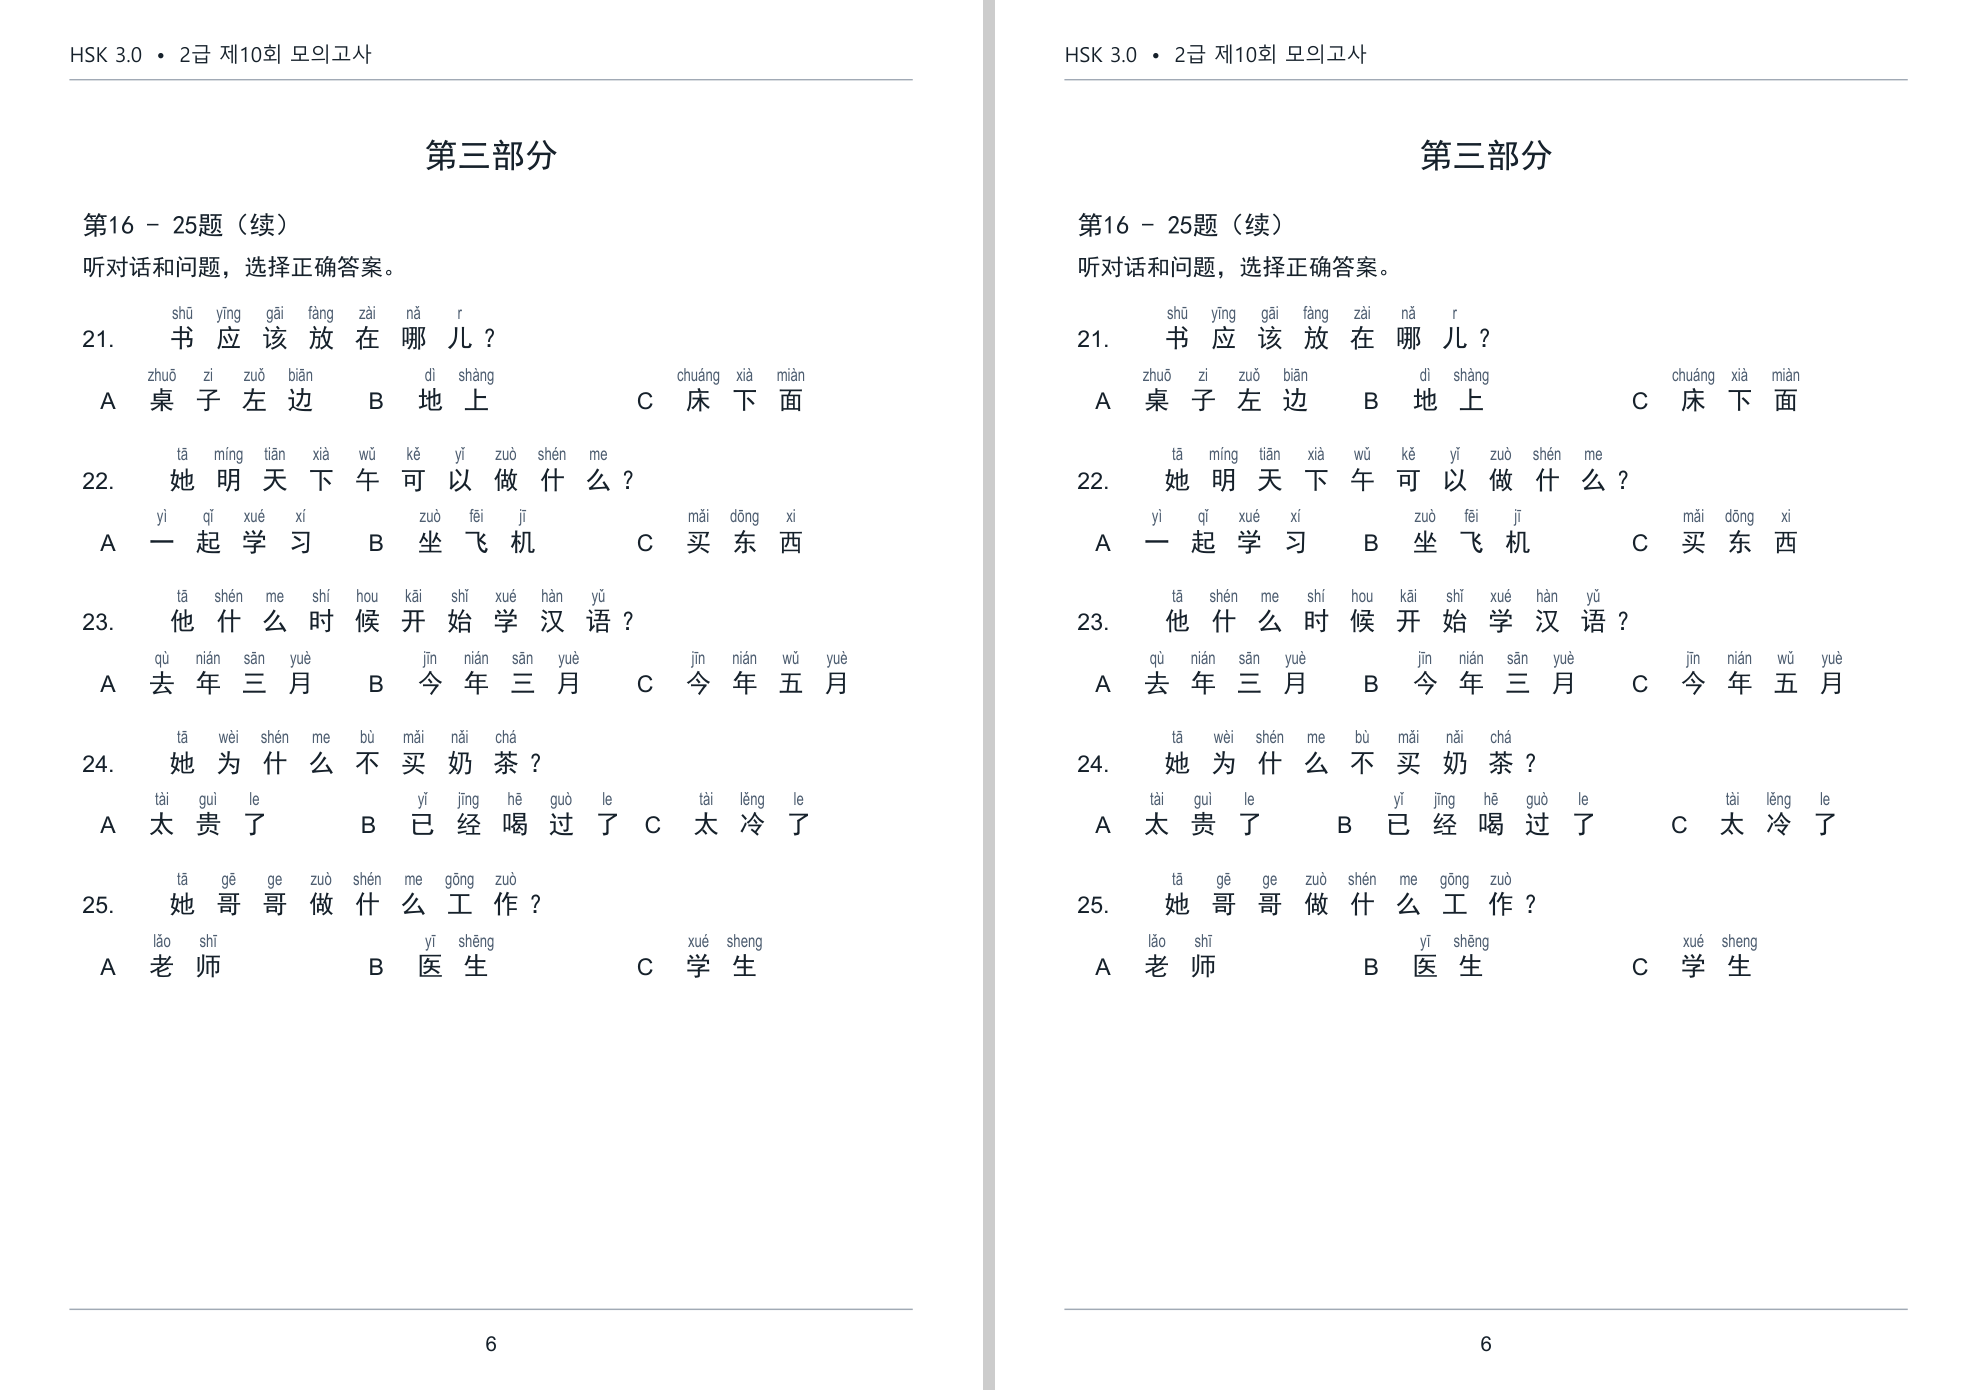 HSK 3.0 • 2급 제10회 모의고사
第三部分
第16 – 25题（续）
听对话和问题，选择正确答案。
shū yīng gāi fàng zài nǎ r
21. 书应该放在哪儿？
zhuō zi zuǒ biān dì shàng chuáng xià miàn
A 桌子左边 B 地上 C 床下面
tā míng tiān xià wǔ kě yǐ zuò shén me
22. 她明天下午可以做什么？
yì qǐ xué xí zuò fēi jī mǎi dōng xi
A 一起学习 B 坐飞机 C 买东西
tā shén me shí hou kāi shǐ xué hàn yǔ
23. 他什么时候开始学汉语？
qù nián sān yuè jīn nián sān yuè jīn nián wǔ yuè
A 去年三月 B 今年三月 C 今年五月
tā wèi shén me bù mǎi nǎi chá
24. 她为什么不买奶茶？
tài guì le yǐ jīng hē guò le tài lěng le
A 太贵了 B 已经喝过了 C 太冷了
tā gē ge zuò shén me gōng zuò
25. 她哥哥做什么工作？
lǎo shī yī shēng xué sheng
A 老师 B 医生 C 学生
6
HSK 3.0 • 2급 제10회 모의고사
第三部分
第16 – 25题（续）
听对话和问题，选择正确答案。
shū yīng gāi fàng zài nǎ r
21. 书应该放在哪儿？
zhuō zi zuǒ biān dì shàng chuáng xià miàn
A 桌子左边 B 地上 C 床下面
tā míng tiān xià wǔ kě yǐ zuò shén me
22. 她明天下午可以做什么？
yì qǐ xué xí zuò fēi jī mǎi dōng xi
A 一起学习 B 坐飞机 C 买东西
tā shén me shí hou kāi shǐ xué hàn yǔ
23. 他什么时候开始学汉语？
qù nián sān yuè jīn nián sān yuè jīn nián wǔ yuè
A 去年三月 B 今年三月 C 今年五月
tā wèi shén me bù mǎi nǎi chá
24. 她为什么不买奶茶？
tài guì le yǐ jīng hē guò le tài lěng le
A 太贵了 B 已经喝过了 C 太冷了
tā gē ge zuò shén me gōng zuò
25. 她哥哥做什么工作？
lǎo shī yī shēng xué sheng
A 老师 B 医生 C 学生
6